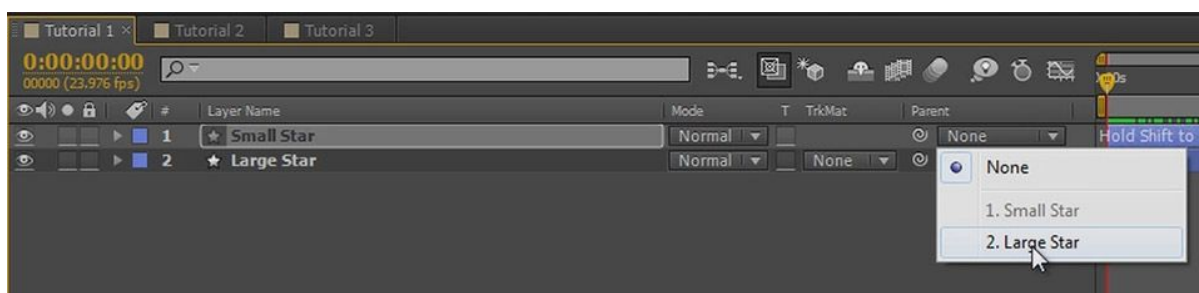 Tutorial 1 × Tutorial 2 Tutorial 3
0:00:00:00
00000 (23.976 fps)
# Layer Name Mode T TrkMat Parent
1 Small Star Normal None Hold Shift to
2 Large Star Normal None
None
1. Small Star
2. Large Star